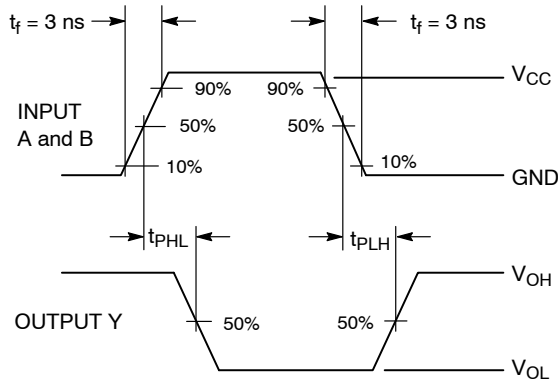 t_f = 3 ns
t_f = 3 ns
V_CC
90%
90%
INPUT
A and B
50%
50%
10%
10%
GND
t_PHL
t_PLH
V_OH
OUTPUT Y
50%
50%
V_OL